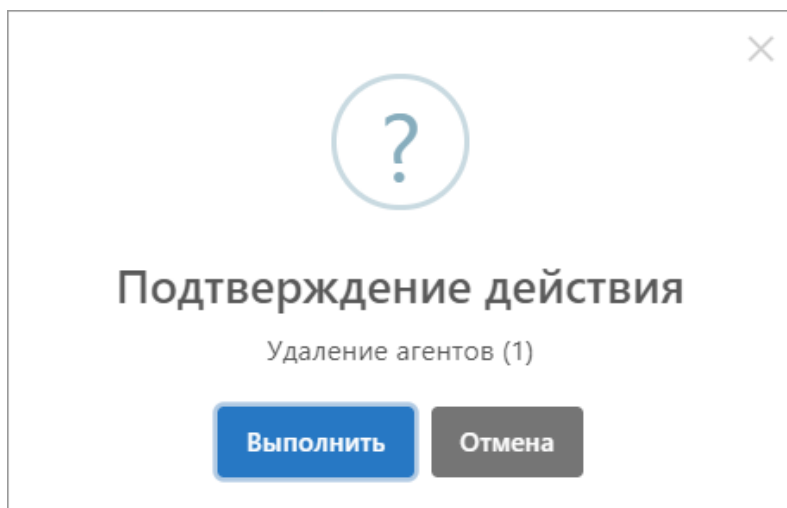 ?
Подтверждение действия
Удаление агентов (1)
Выполнить Отмена